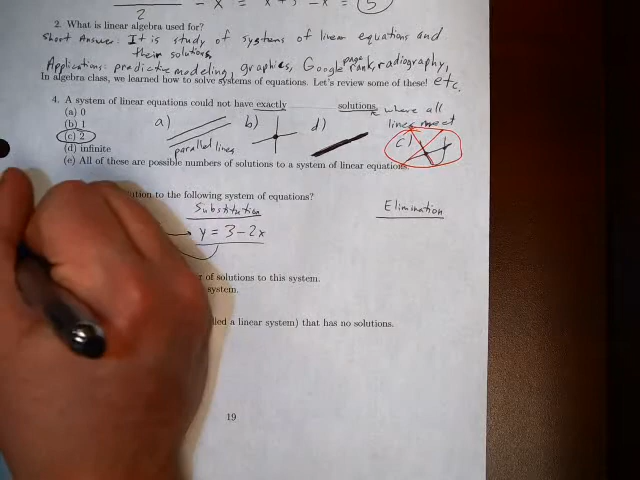 2 - x = x + 5 - x = 5
2. What is linear algebra used for?
Short Answer: It is study of systems of linear equations and
their solutions
Applications: predictive modeling, graphics, Google page rank, radiography,
In algebra class, we learned how to solve systems of equations. Let's review some of these! etc.
4. A system of linear equations could not have exactly ______ solutions. where all
lines meet
(a) 0
(b) 1
(c) 2
(d) infinite
(e) All of these are possible numbers of solutions to a system of linear equations.
a) parallel lines
b)
d)
c)
ution to the following system of equations?
Substitution
Elimination
y = 3 - 2x
r of solutions to this system.
system.
lled a linear system) that has no solutions.
19